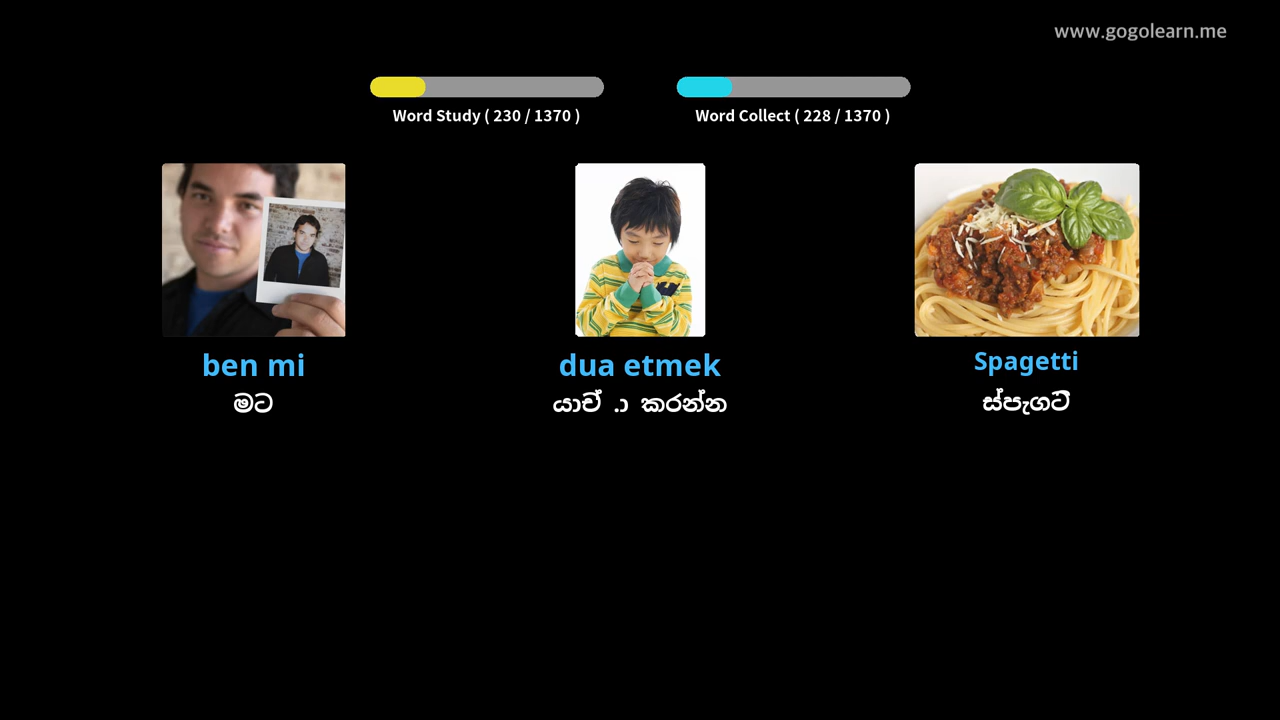 www.gogolearn.me
Word Study ( 230 / 1370 )
Word Collect ( 228 / 1370 )
ben mi
මට
dua etmek
යාච් .ා කරන්න
Spagetti
ස්පැගටි